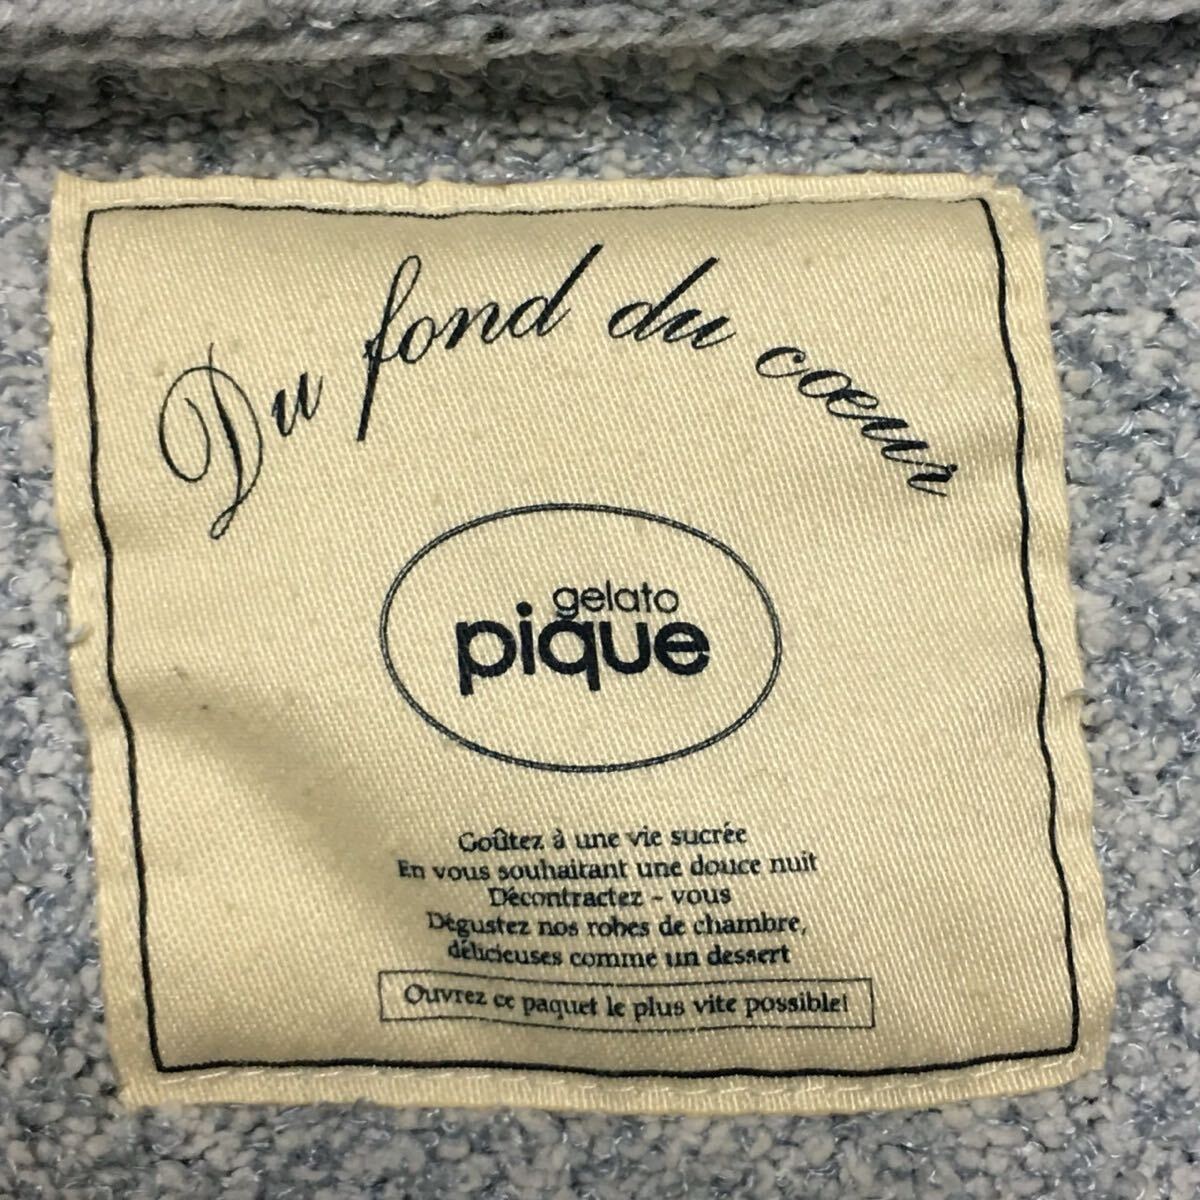 Du fond du cœur
gelato
pique
Goûtez à une vie sucrée
En vous souhaitant une douce nuit
Décontractez - vous
Dégustez nos robes de chambre,
délicieuses comme un dessert
Ouvrez ce paquet le plus vite possible!